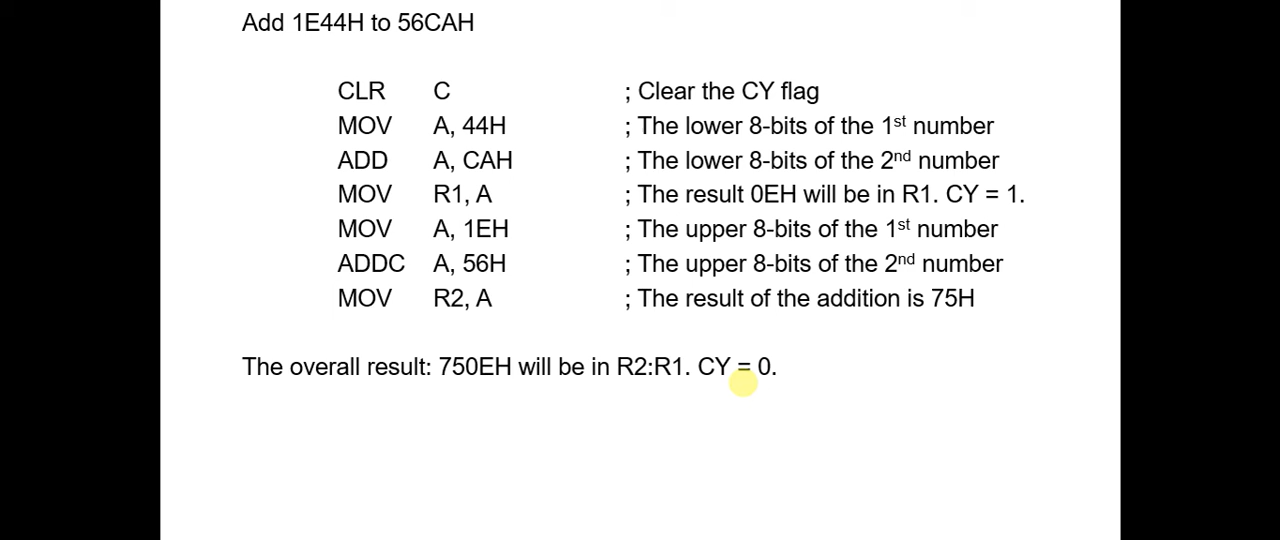 Add 1E44H to 56CAH
CLR C ; Clear the CY flag
MOV A, 44H ; The lower 8-bits of the 1st number
ADD A, CAH ; The lower 8-bits of the 2nd number
MOV R1, A ; The result 0EH will be in R1. CY = 1.
MOV A, 1EH ; The upper 8-bits of the 1st number
ADDC A, 56H ; The upper 8-bits of the 2nd number
MOV R2, A ; The result of the addition is 75H
The overall result: 750EH will be in R2:R1. CY = 0.